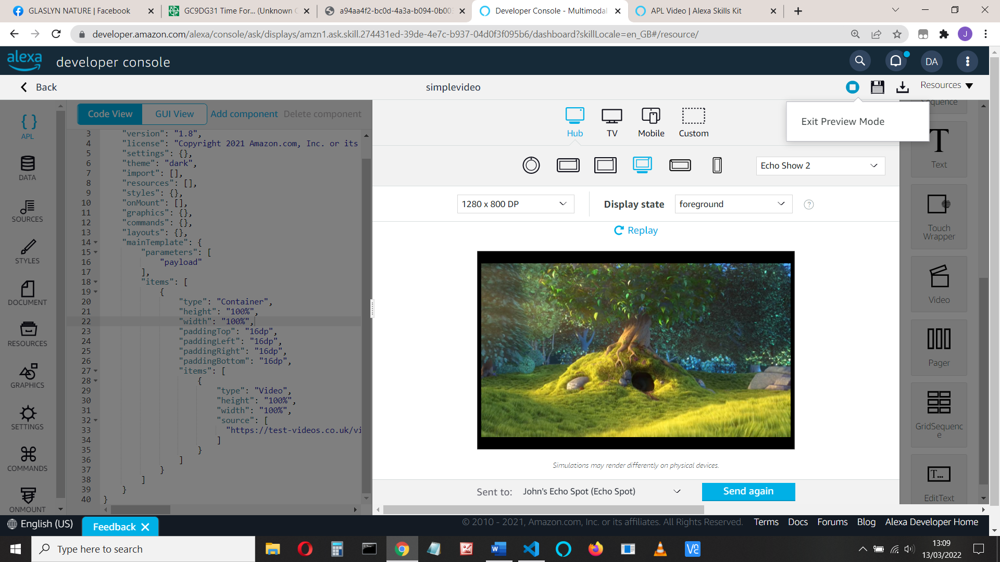 GLASLYN NATURE | Facebook
GC9DG31 Time For... (Unknown
a94aa4f2-bc0d-4a3a-b094-0b00
Developer Console - Multimodal
APL Video | Alexa Skills Kit
developer.amazon.com/alexa/console/ask/displays/amzn1.ask.skill.274431ed-39de-4e7c-b937-04d0f3f095b6/dashboard?skillLocale=en_GB#/resource/
J
alexa
developer console
DA
Back
simplevideo
Resources
Exit Preview Mode
APL
DATA
SOURCES
STYLES
DOCUMENT
RESOURCES
GRAPHICS
SETTINGS
COMMANDS
ONMOUNT
Code View
GUI View
Add component
Delete component
3 "version": "1.8",
4 "license": "Copyright 2021 Amazon.com, Inc. or its
5 "settings": {},
6 "theme": "dark",
7 "import": [],
8 "resources": [],
9 "styles": {},
10 "onMount": [],
11 "graphics": {},
12 "commands": {},
13 "layouts": {},
14 "mainTemplate": {
15 "parameters": [
16 "payload"
17 ],
18 "items": [
19 {
20 "type": "Container",
21 "height": "100%",
22 "width": "100%",
23 "paddingTop": "16dp",
24 "paddingLeft": "16dp",
25 "paddingRight": "16dp",
26 "paddingBottom": "16dp",
27 "items": [
28 {
29 "type": "Video",
30 "height": "100%",
31 "width": "100%",
32 "source": [
33 "https://test-videos.co.uk/vi
34 ]
35 }
36 ]
37 }
38 ]
39 }
40 }
Hub
TV
Mobile
Custom
Echo Show 2
1280 x 800 DP
Display state
foreground
?
Replay
Simulations may render differently on physical devices.
Sent to:
John's Echo Spot (Echo Spot)
Send again
Sequence
T
Text
Touch
Wrapper
Video
Pager
GridSequenc
e
T...
EditText
English (US)
Feedback
© 2010 - 2021, Amazon.com, Inc. or its affiliates. All Rights Reserved.
Terms
Docs
Forums
Blog
Alexa Developer Home
Type here to search
13:09
13/03/2022